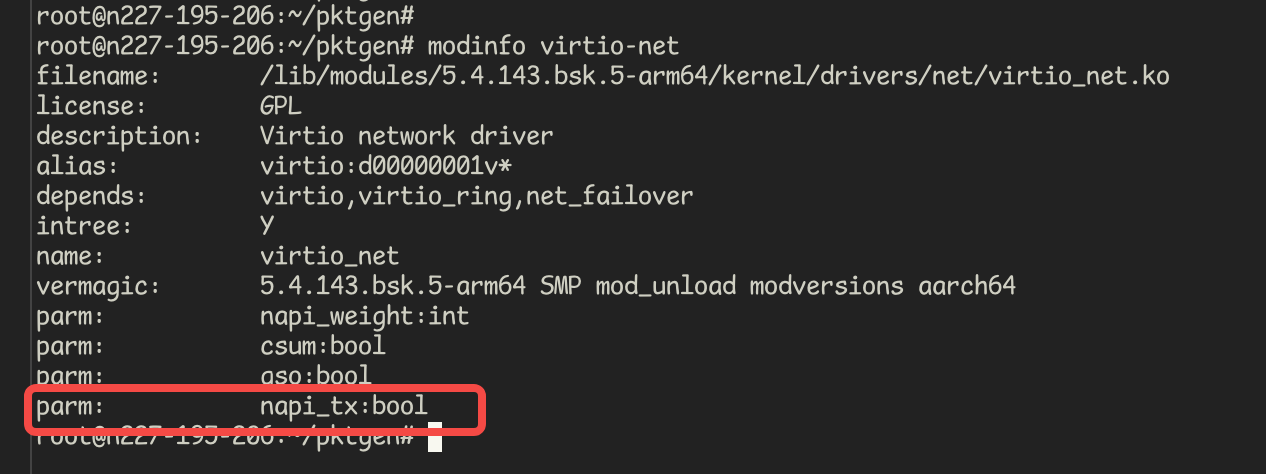 root@n227-195-206:~/pktgen#
root@n227-195-206:~/pktgen# modinfo virtio-net
filename:       /lib/modules/5.4.143.bsk.5-arm64/kernel/drivers/net/virtio_net.ko
license:        GPL
description:    Virtio network driver
alias:          virtio:d00000001v*
depends:        virtio,virtio_ring,net_failover
intree:         Y
name:           virtio_net
vermagic:       5.4.143.bsk.5-arm64 SMP mod_unload modversions aarch64
parm:           napi_weight:int
parm:           csum:bool
parm:           gso:bool
parm:           napi_tx:bool
root@n227-195-206:~/pktgen#